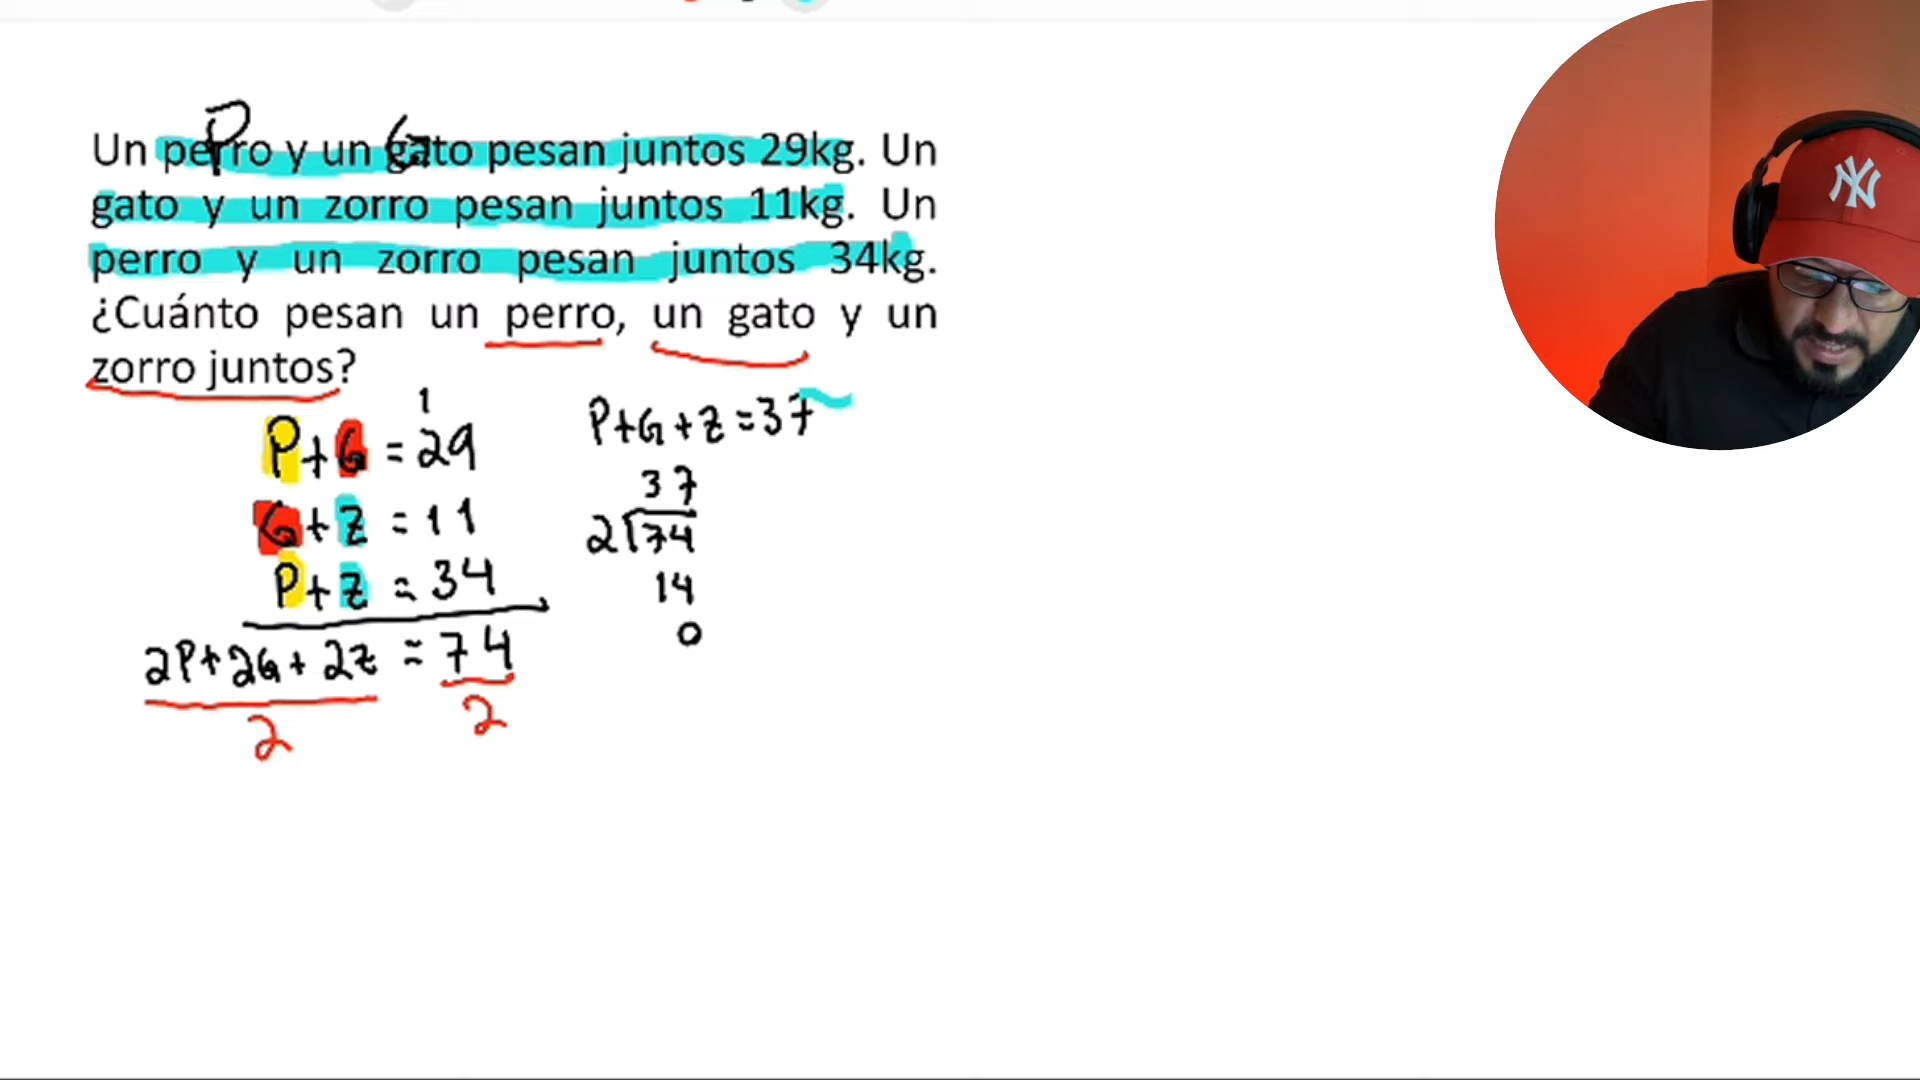 Un perro y un gato pesan juntos 29kg. Un
gato y un zorro pesan juntos 11kg. Un
perro y un zorro pesan juntos 34kg.
¿Cuánto pesan un perro, un gato y un
zorro juntos?
P
G
1
P+G = 29
G+Z = 11
P+Z = 34
2P+2G+2Z = 74
2
2
P+G+Z=37
37
2 74
14
0
NY